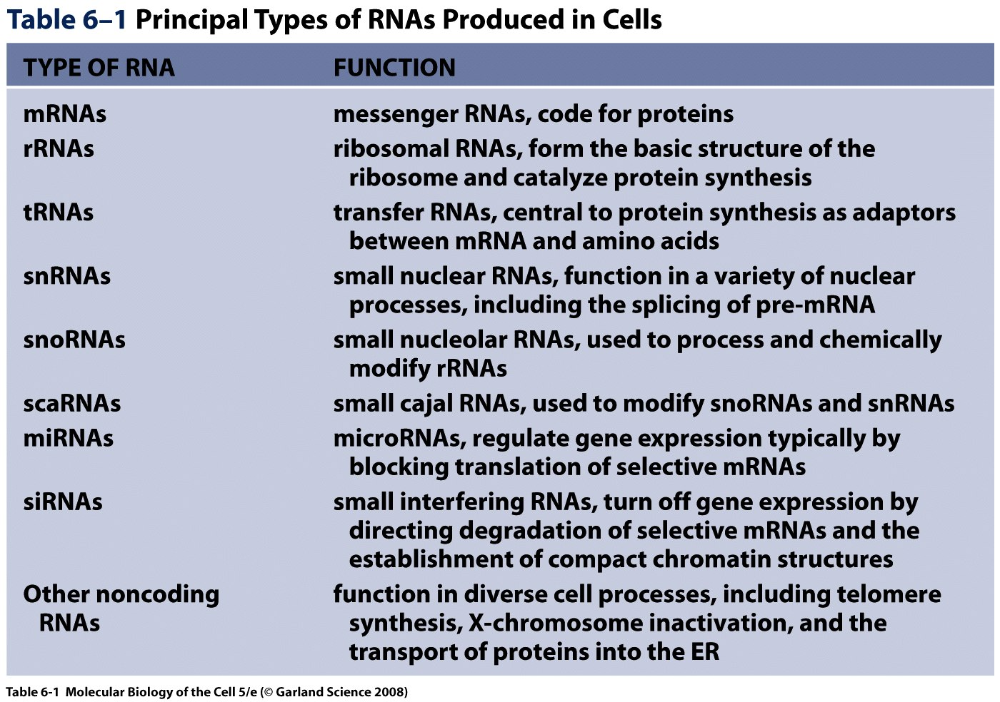 Table 6–1 Principal Types of RNAs Produced in Cells
TYPE OF RNA FUNCTION
mRNAs messenger RNAs, code for proteins
rRNAs ribosomal RNAs, form the basic structure of the
ribosome and catalyze protein synthesis
tRNAs transfer RNAs, central to protein synthesis as adaptors
between mRNA and amino acids
snRNAs small nuclear RNAs, function in a variety of nuclear
processes, including the splicing of pre-mRNA
snoRNAs small nucleolar RNAs, used to process and chemically
modify rRNAs
scaRNAs small cajal RNAs, used to modify snoRNAs and snRNAs
miRNAs microRNAs, regulate gene expression typically by
blocking translation of selective mRNAs
siRNAs small interfering RNAs, turn off gene expression by
directing degradation of selective mRNAs and the
establishment of compact chromatin structures
Other noncoding function in diverse cell processes, including telomere
RNAs synthesis, X-chromosome inactivation, and the
transport of proteins into the ER
Table 6-1 Molecular Biology of the Cell 5/e (© Garland Science 2008)